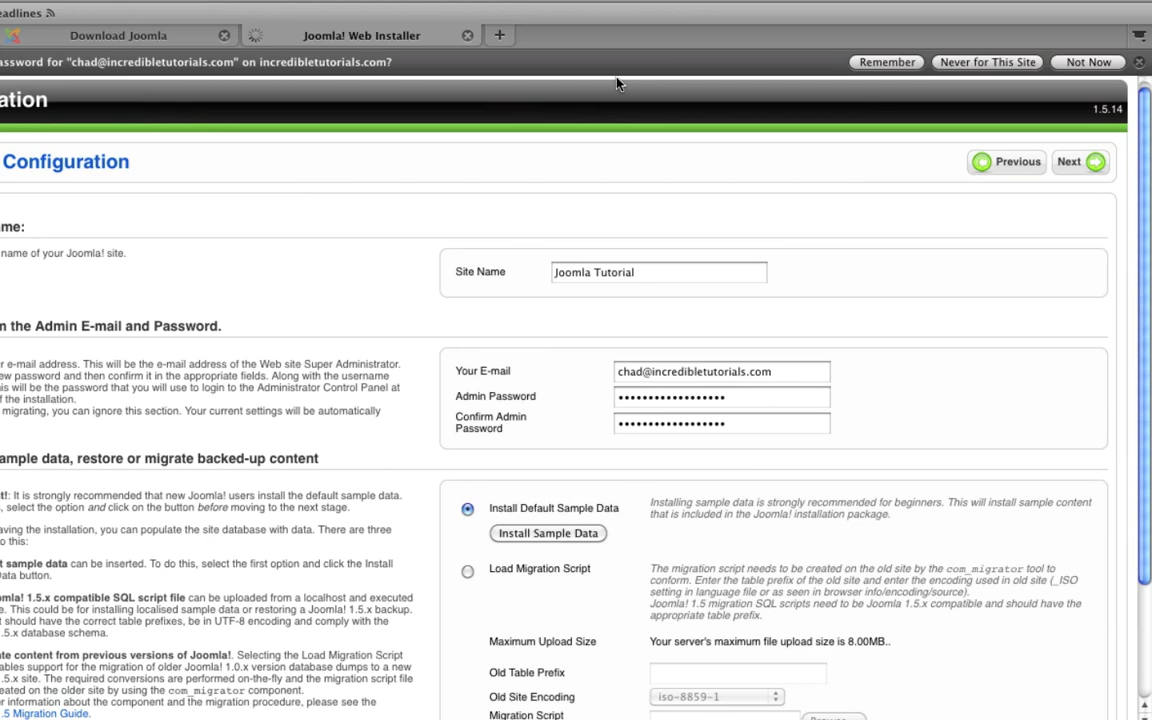 eadlines
Download Joomla
Joomla! Web Installer
assword for "chad@incredibletutorials.com" on incredibletutorials.com?
Remember
Never for This Site
Not Now
ation
1.5.14
Configuration
Previous
Next
me:
name of your Joomla! site.
Site Name
Joomla Tutorial
m the Admin E-mail and Password.
r e-mail address. This will be the e-mail address of the Web site Super Administrator.
ew password and then confirm it in the appropriate fields. Along with the username
his will be the password that you will use to login to the Administrator Control Panel at
f the installation.
migrating, you can ignore this section. Your current settings will be automatically
Your E-mail
chad@incredibletutorials.com
Admin Password
••••••••••••••••••
Confirm Admin
Password
••••••••••••••••••
ample data, restore or migrate backed-up content
t!: It is strongly recommended that new Joomla! users install the default sample data.
, select the option and click on the button before moving to the next stage.
aving the installation, you can populate the site database with data. There are three
o this:
t sample data can be inserted. To do this, select the first option and click the Install
ata button.
omla! 1.5.x compatible SQL script file can be uploaded from a localhost and executed
e. This could be for installing localised sample data or restoring a Joomla! 1.5.x backup.
t should have the correct table prefixes, be in UTF-8 encoding and comply with the
.5.x database schema.
te content from previous versions of Joomla!. Selecting the Load Migration Script
ables support for the migration of older Joomla! 1.0.x version database dumps to a new
.5.x site. The required conversions are performed on-the-fly and the migration script file
eated on the older site by using the com_migrator component.
r information about the component and the migration procedure, please see the
.5 Migration Guide.
Install Default Sample Data
Install Sample Data
Installing sample data is strongly recommended for beginners. This will install sample content
that is included in the Joomla! installation package.
Load Migration Script
The migration script needs to be created on the old site by the com_migrator tool to
conform. Enter the table prefix of the old site and enter the encoding used in old site (_ISO
setting in language file or as seen in browser info/encoding/source).
Joomla! 1.5 migration SQL scripts need to be Joomla 1.5.x compatible and should have the
appropriate table prefix.
Maximum Upload Size
Your server's maximum file upload size is 8.00MB..
Old Table Prefix
Old Site Encoding
iso-8859-1
Migration Script